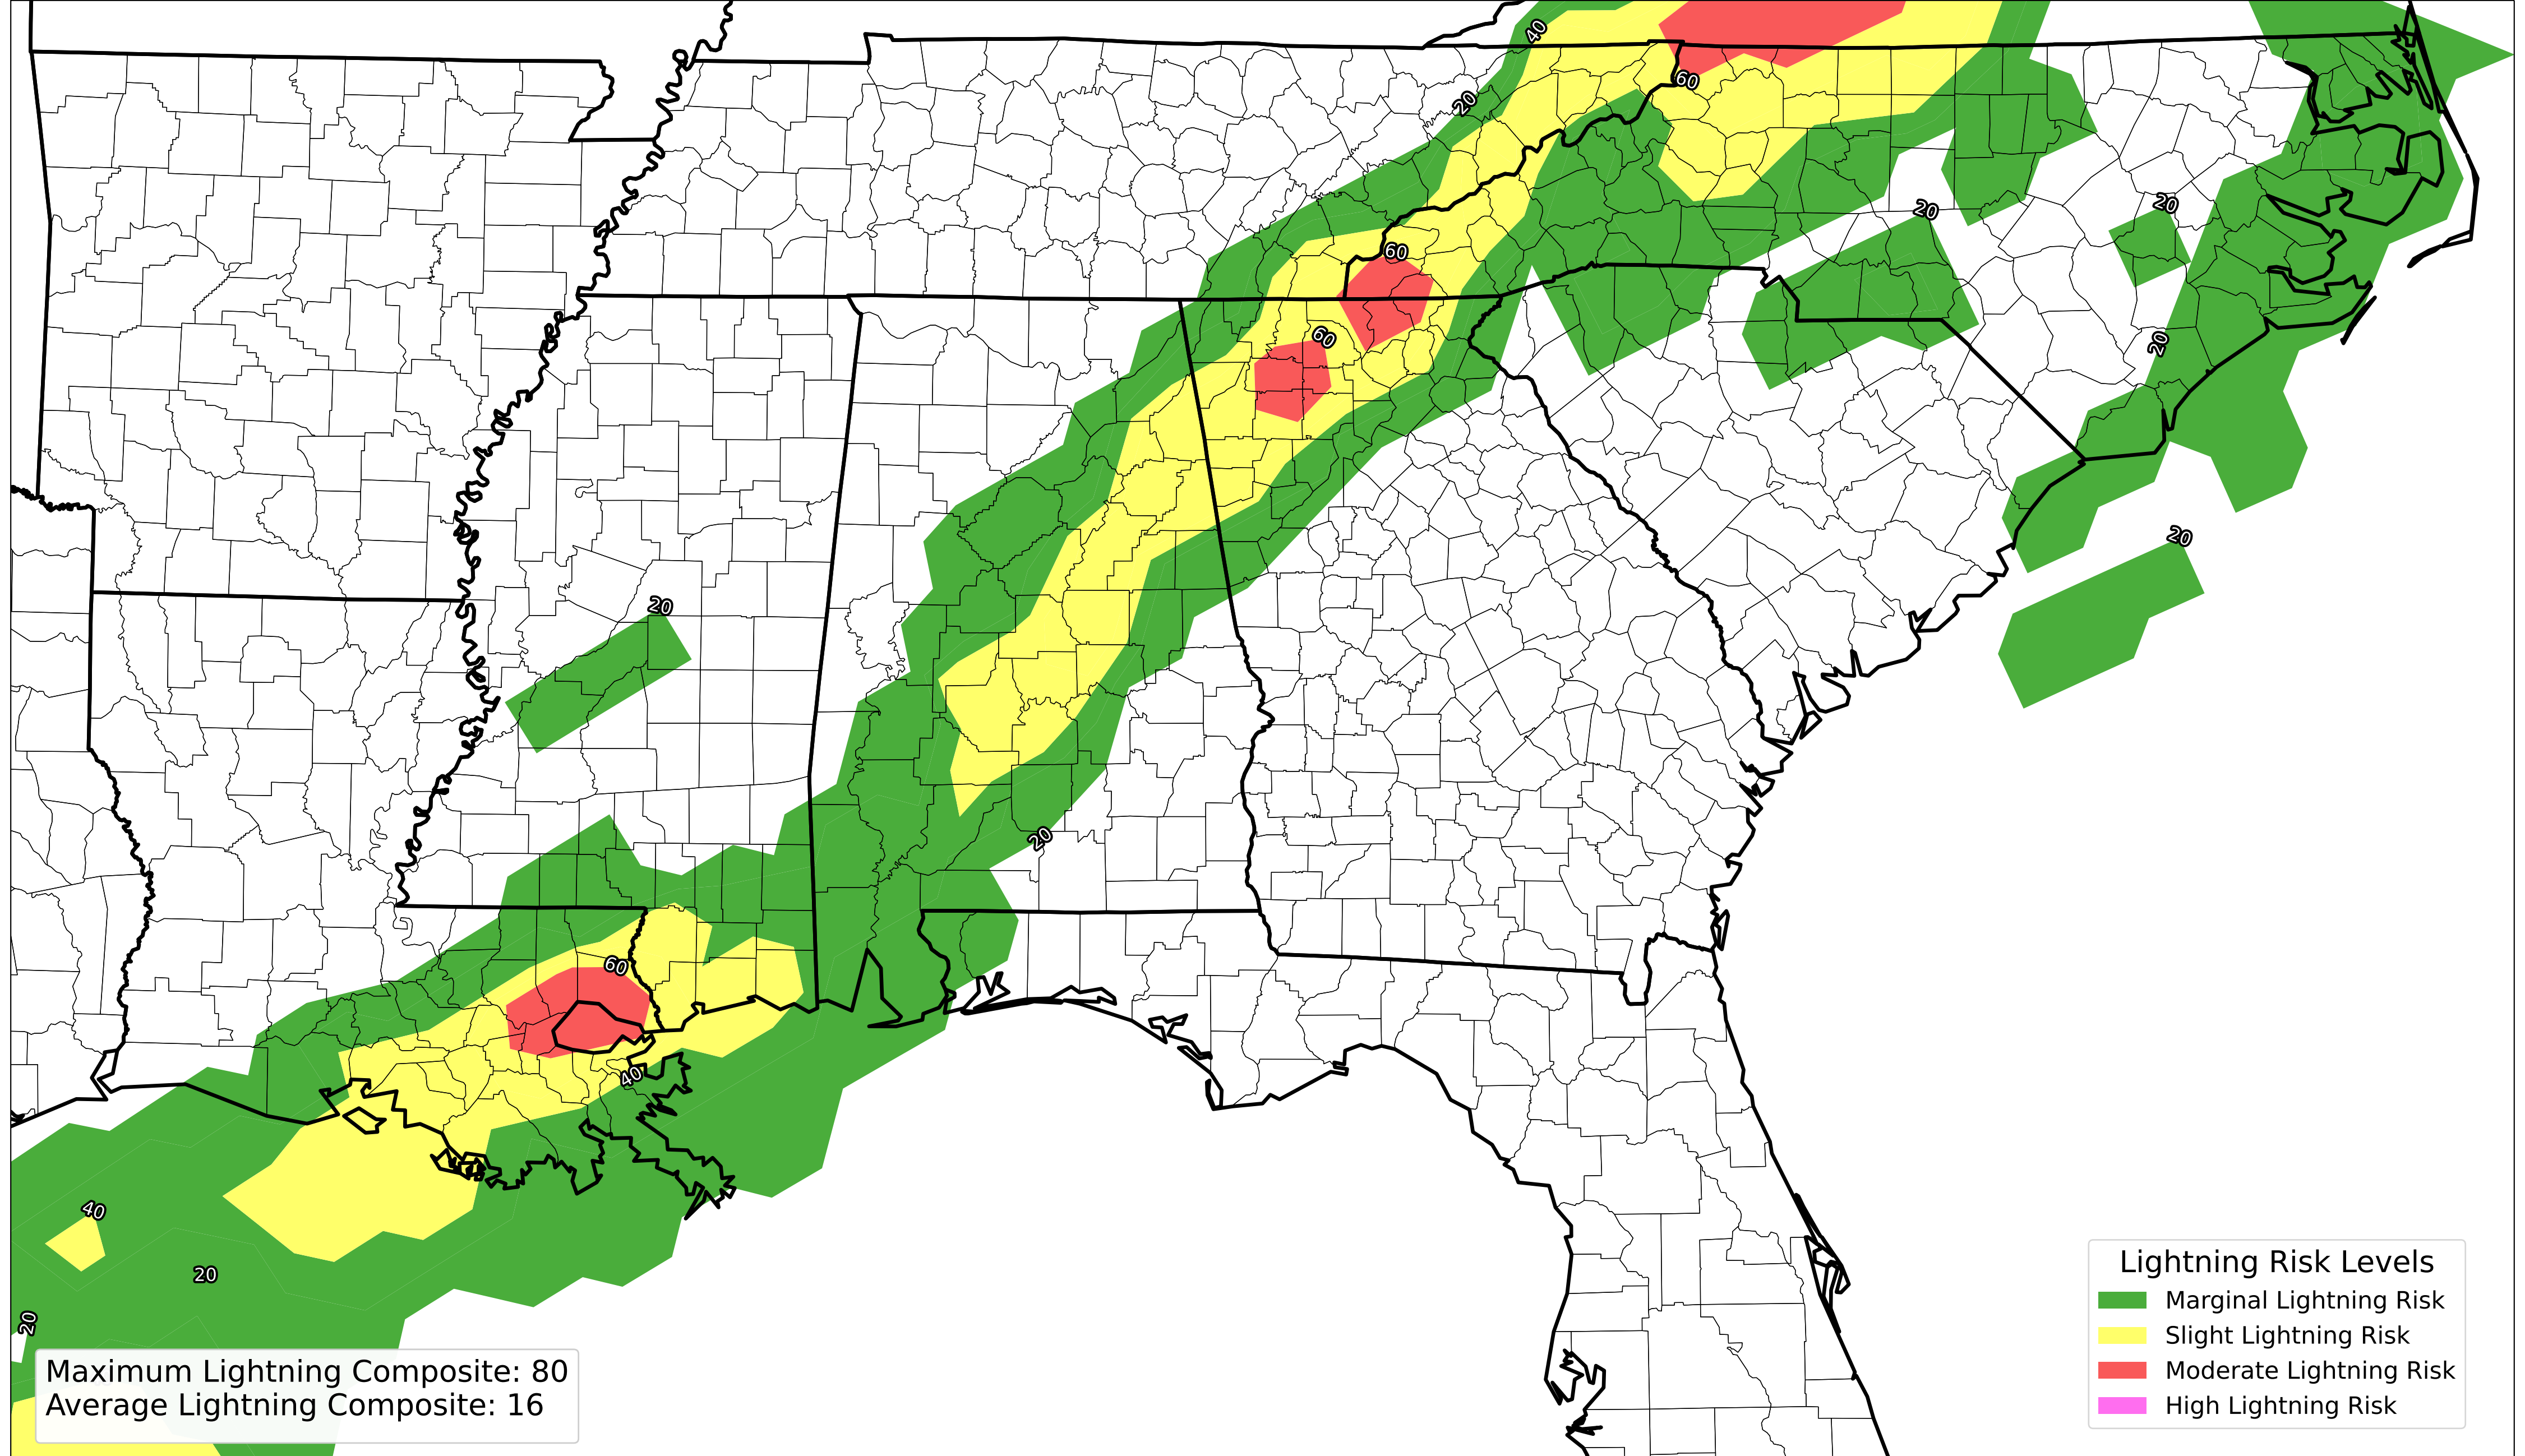 40
60
20
20
20
60
60
20
20
20
20
60
40
40
20
20
Maximum Lightning Composite: 80
Average Lightning Composite: 16
Lightning Risk Levels
Marginal Lightning Risk
Slight Lightning Risk
Moderate Lightning Risk
High Lightning Risk